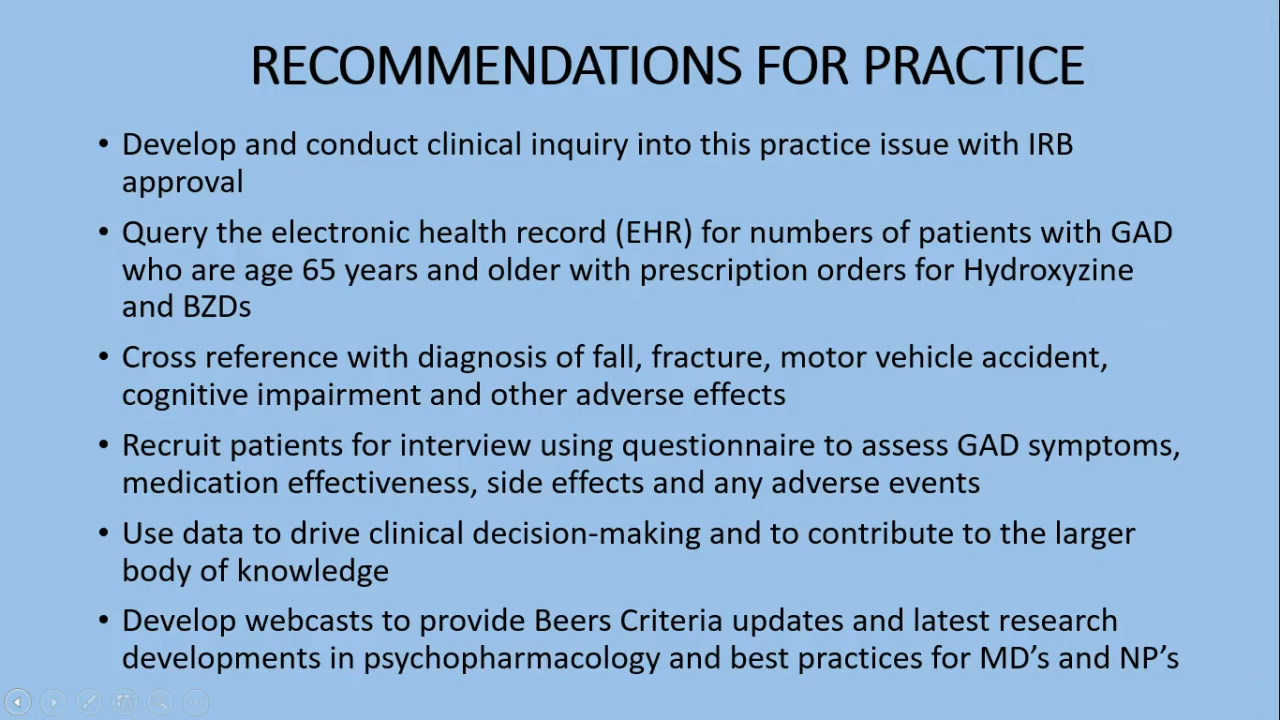 RECOMMENDATIONS FOR PRACTICE
• Develop and conduct clinical inquiry into this practice issue with IRB
approval
• Query the electronic health record (EHR) for numbers of patients with GAD
who are age 65 years and older with prescription orders for Hydroxyzine
and BZDs
• Cross reference with diagnosis of fall, fracture, motor vehicle accident,
cognitive impairment and other adverse effects
• Recruit patients for interview using questionnaire to assess GAD symptoms,
medication effectiveness, side effects and any adverse events
• Use data to drive clinical decision-making and to contribute to the larger
body of knowledge
• Develop webcasts to provide Beers Criteria updates and latest research
developments in psychopharmacology and best practices for MD’s and NP’s